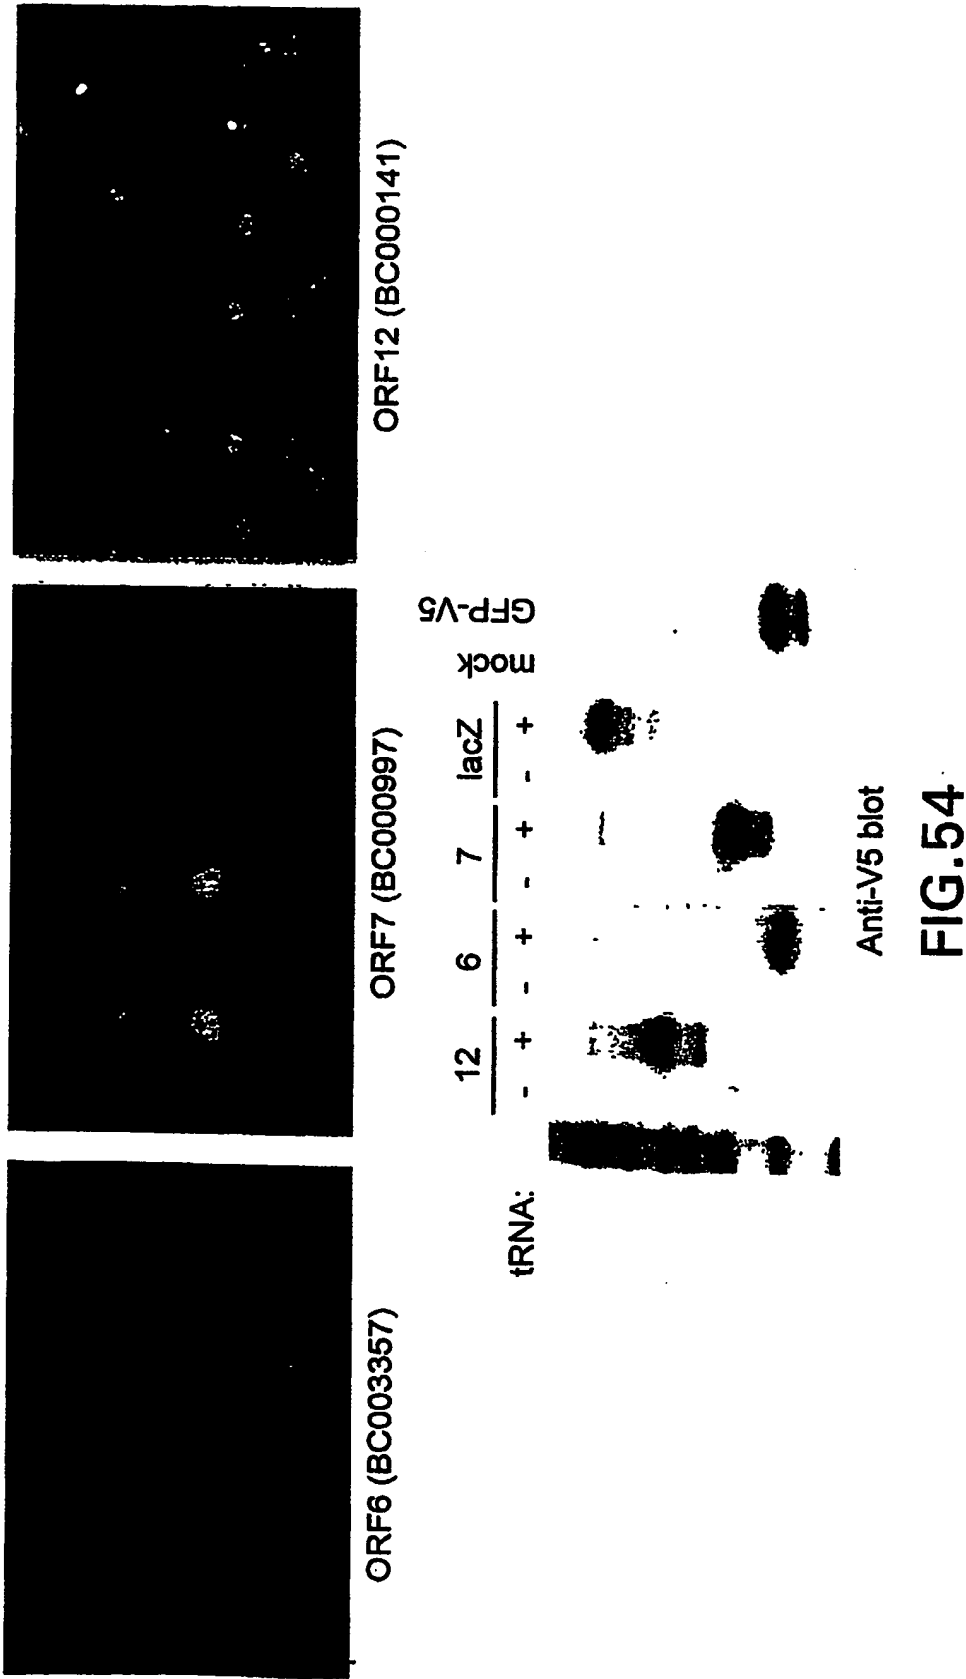 ORF6 (BC003357)
ORF7 (BC000997)
ORF12 (BC000141)
12 6 7 lacZ mock GFP-V5
tRNA: - + - + - + - +
Anti-V5 blot
FIG.54